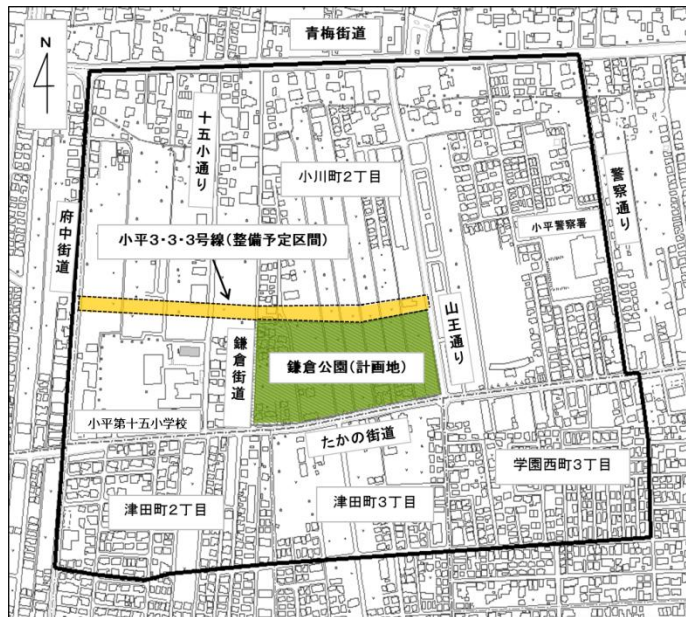 青梅街道
N
十五小通り
小川町2丁目
警察通り
府中街道
小平警察署
小平3・3・3号線(整備予定区間)
山王通り
鎌倉街道
鎌倉公園(計画地)
小平第十五小学校
たかの街道
学園西町3丁目
津田町2丁目
津田町3丁目